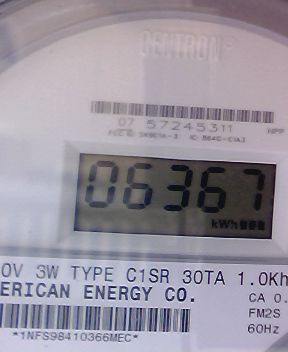 CENTRON®
07 57245311
06367
kWh
0V 3W TYPE C1SR 30TA 1.0Kh
ERICAN ENERGY CO.
CA 0.
FM2S
60Hz
*1NFS98410366MEC*